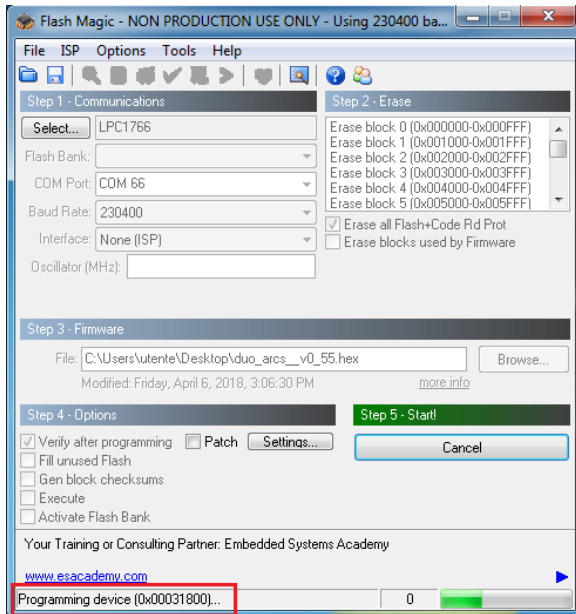 Flash Magic - NON PRODUCTION USE ONLY - Using 230400 ba...
File ISP Options Tools Help
Step 1 - Communications
Select... LPC1766
Flash Bank:
COM Port: COM 66
Baud Rate: 230400
Interface: None (ISP)
Oscillator (MHz):
Step 2 - Erase
Erase block 0 (0x000000-0x000FFF)
Erase block 1 (0x001000-0x001FFF)
Erase block 2 (0x002000-0x002FFF)
Erase block 3 (0x003000-0x003FFF)
Erase block 4 (0x004000-0x004FFF)
Erase block 5 (0x005000-0x005FFF)
Erase all Flash+Code Rd Prot
Erase blocks used by Firmware
Step 3 - Firmware
File: C:\Users\utente\Desktop\duo_arcs__v0_55.hex Browse...
Modified: Friday, April 6, 2018, 3:06:30 PM more info
Step 4 - Options
Verify after programming Patch Settings...
Fill unused Flash
Gen block checksums
Execute
Activate Flash Bank
Step 5 - Start!
Cancel
Your Training or Consulting Partner: Embedded Systems Academy
www.esacademy.com
Programming device (0x00031800)... 0